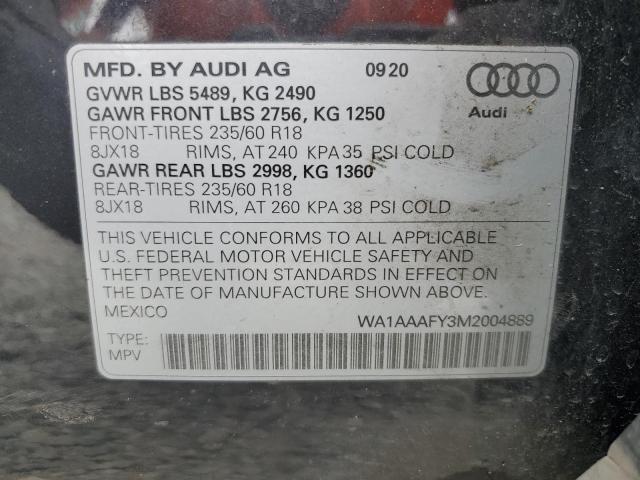 MFD. BY AUDI AG 0920
GVWR LBS 5489, KG 2490
GAWR FRONT LBS 2756, KG 1250
FRONT-TIRES 235/60 R18
8JX18 RIMS, AT 240 KPA 35 PSI COLD
GAWR REAR LBS 2998, KG 1360
REAR-TIRES 235/60 R18
8JX18 RIMS, AT 260 KPA 38 PSI COLD
Audi
THIS VEHICLE CONFORMS TO ALL APPLICABLE
U.S. FEDERAL MOTOR VEHICLE SAFETY AND
THEFT PREVENTION STANDARDS IN EFFECT ON
THE DATE OF MANUFACTURE SHOWN ABOVE.
MEXICO WA1AAAFY3M2004889
TYPE:
MPV